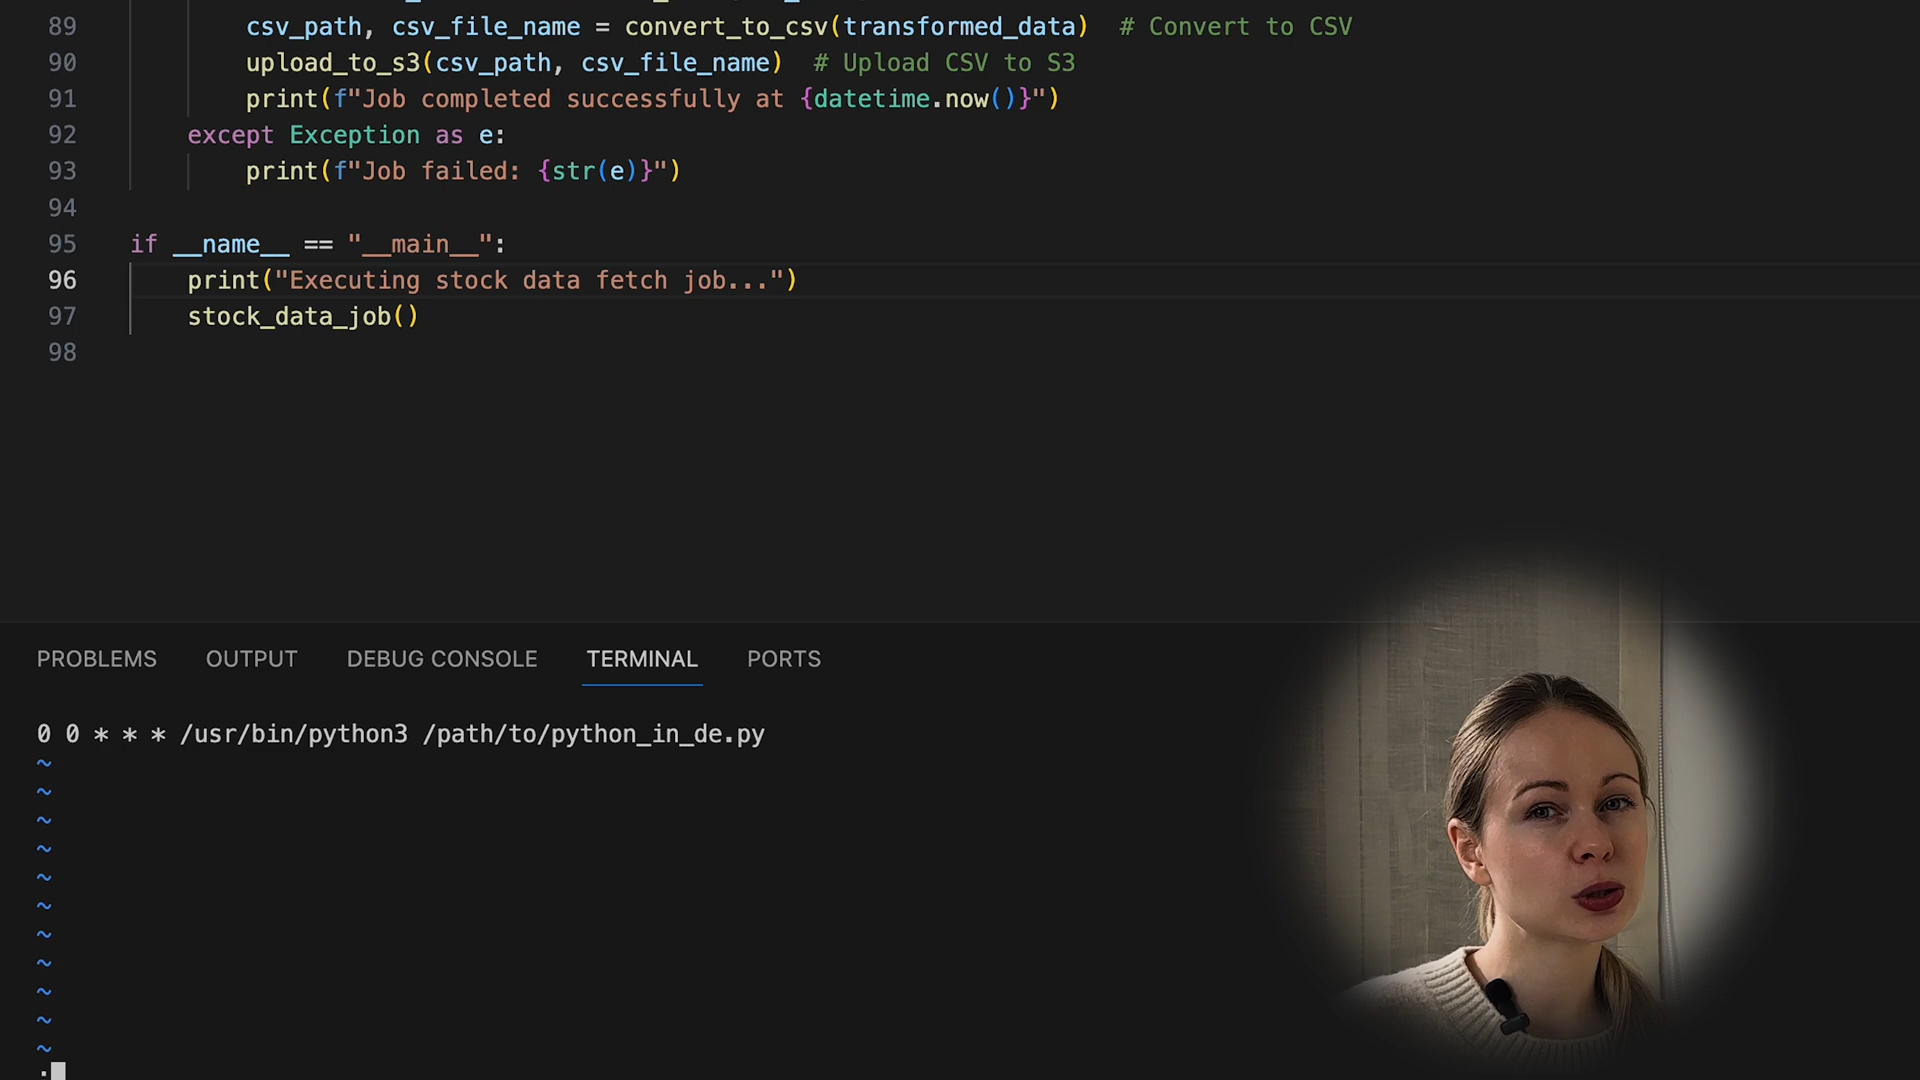 89 csv_path, csv_file_name = convert_to_csv(transformed_data)  # Convert to CSV
90 upload_to_s3(csv_path, csv_file_name)  # Upload CSV to S3
91 print(f"Job completed successfully at {datetime.now()}")
92 except Exception as e:
93 print(f"Job failed: {str(e)}")
94
95 if __name__ == "__main__":
96 print("Executing stock data fetch job...")
97 stock_data_job()
98
PROBLEMS OUTPUT DEBUG CONSOLE TERMINAL PORTS
0 0 * * * /usr/bin/python3 /path/to/python_in_de.py
~
~
~
~
~
~
~
~
~
~
~